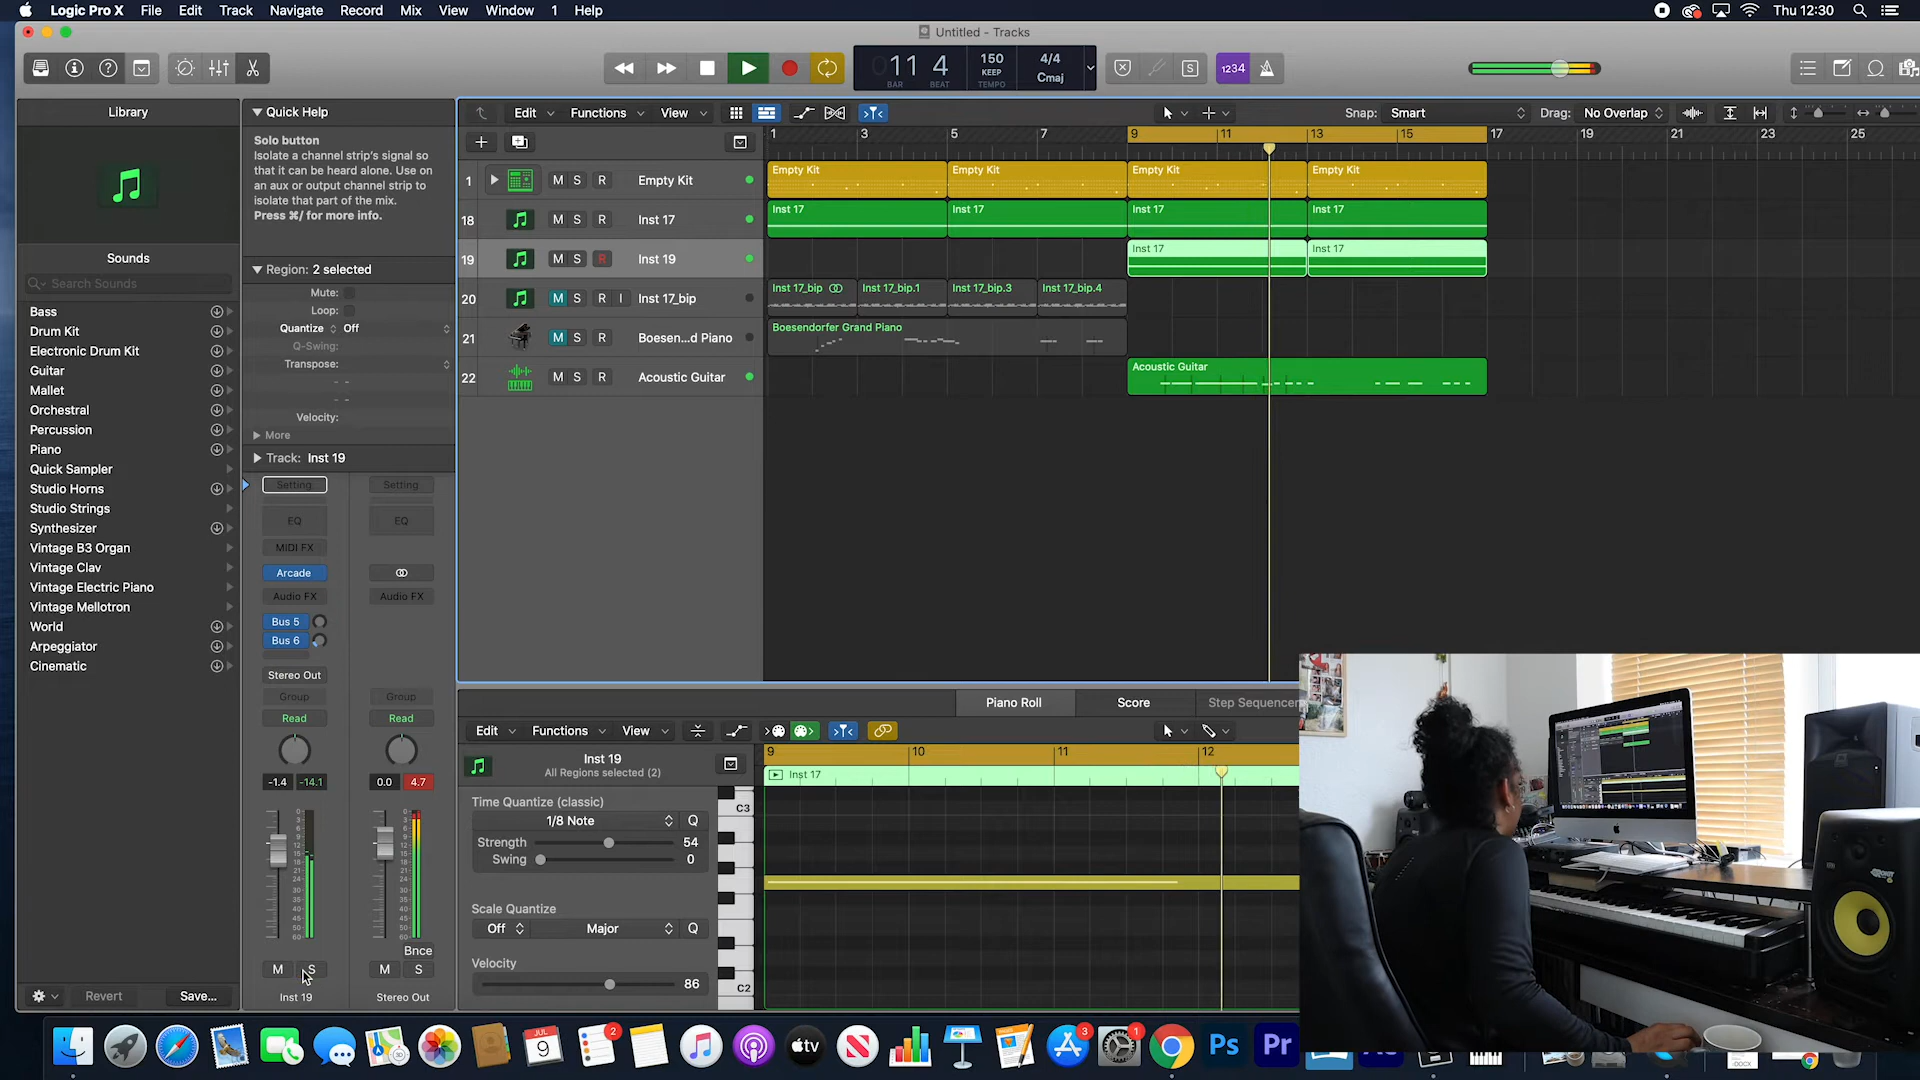 Logic Pro X File Edit Track Navigate Record Mix View Window 1 Help Thu 12:30
Untitled - Tracks
11 4 150 4/4
KEEP Cmaj
BAR BEAT TEMPO
1234
Library
Sounds
Search Sounds
Bass
Drum Kit
Electronic Drum Kit
Guitar
Mallet
Orchestral
Percussion
Piano
Quick Sampler
Studio Horns
Studio Strings
Synthesizer
Vintage B3 Organ
Vintage Clav
Vintage Electric Piano
Vintage Mellotron
World
Arpeggiator
Cinematic
Revert Save...
Quick Help
Solo button
Isolate a channel strip's signal so
that it can be heard alone. Use on
an aux or output channel strip to
isolate that part of the mix.
Press ⌘/ for more info.
Region: 2 selected
Mute:
Loop:
Quantize Off
Q-Swing:
Transpose:
Velocity:
More
Track: Inst 19
Setting Setting
EQ EQ
MIDI FX
Arcade
Audio FX Audio FX
Bus 5
Bus 6
Stereo Out
Group Group
Read Read
-1.4 -14.1 0.0 4.7
Bnce
M S M S
Inst 19 Stereo Out
Edit Functions View Snap: Smart Drag: No Overlap
1 3 5 7 9 11 13 15 17 19 21 23 25
1 M S R Empty Kit
Empty Kit Empty Kit Empty Kit Empty Kit
18 M S R Inst 17
Inst 17 Inst 17 Inst 17 Inst 17
19 M S R Inst 19
Inst 17 Inst 17
20 M S R I Inst 17_bip
Inst 17_bip Inst 17_bip.1 Inst 17_bip.3 Inst 17_bip.4
21 M S R Boesen...d Piano
Boesendorfer Grand Piano
22 M S R Acoustic Guitar
Acoustic Guitar
Piano Roll Score Step Sequencer
Edit Functions View
Inst 19
All Regions selected (2)
9 10 11 12
Inst 17
Time Quantize (classic)
1/8 Note Q
Strength 54
Swing 0
Scale Quantize
Off Major Q
Velocity
86
C3
C2
JUL
9
2
tv
3
1
Ps
Pr
DOCX